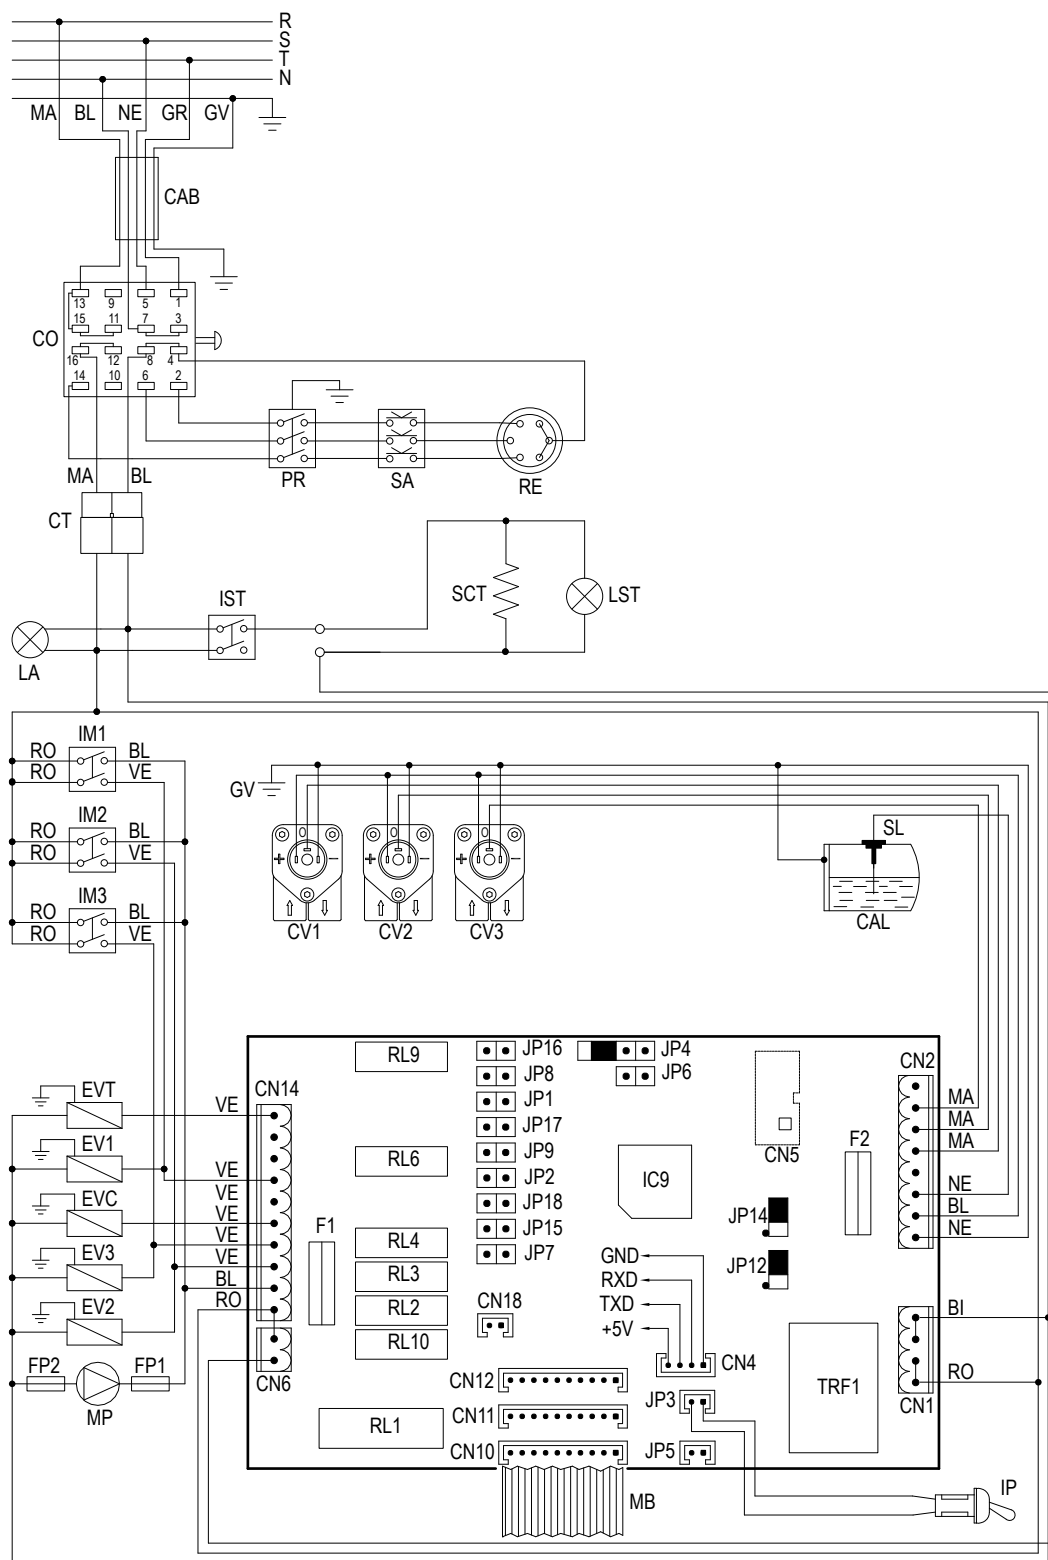 R
S
T
N
MA BL NE GR GV
CAB
13 9 5 1
15 11 7 3
CO
16 12 8 4
14 10 6 2
PR SA RE
MA BL
CT
IST
SCT LST
LA
IM1
RO BL
RO VE
GV
IM2
RO BL
RO VE
SL
IM3
RO BL
RO VE
+ 0 -
+ 0 -
+ 0 -
CV1 CV2 CV3
CAL
RL9
JP16 JP4
JP8 JP6
JP1
JP17
JP9
JP2
JP18
JP15
JP7
CN14
CN2
EVT VE
MA
MA
MA
F2
CN5
EV1
RL6
IC9
VE
VE
NE
EVC VE
F1
BL
JP14
RL4
VE
NE
EV3
VE
GND
JP12
RL3
BL
RXD
EV2
RO
RL2
CN18
TXD
BI
RL10
+5V
FP2 FP1
CN6
CN12
CN4
TRF1
RO
CN1
MP
JP3
RL1
CN11
CN10
JP5
MB
IP